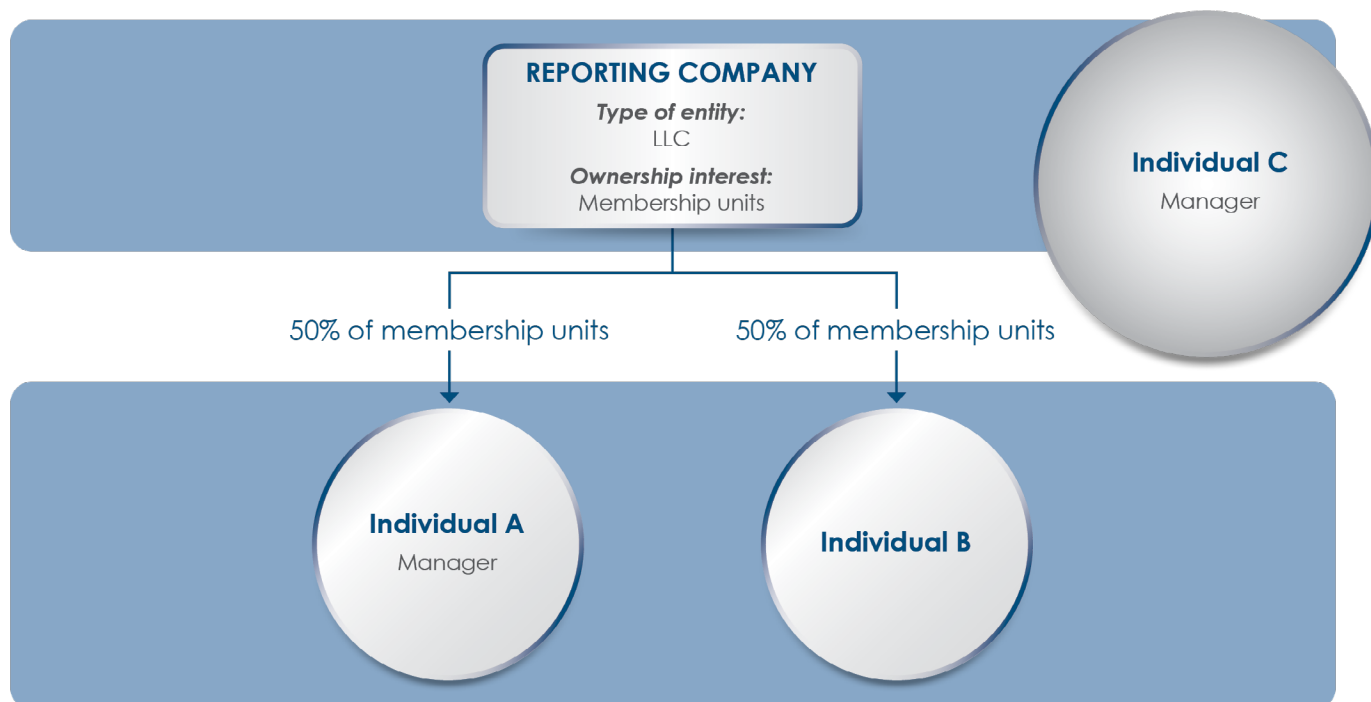 REPORTING COMPANY
Type of entity:
LLC
Ownership interest:
Membership units
Individual C
Manager
50% of membership units
50% of membership units
Individual A
Manager
Individual B